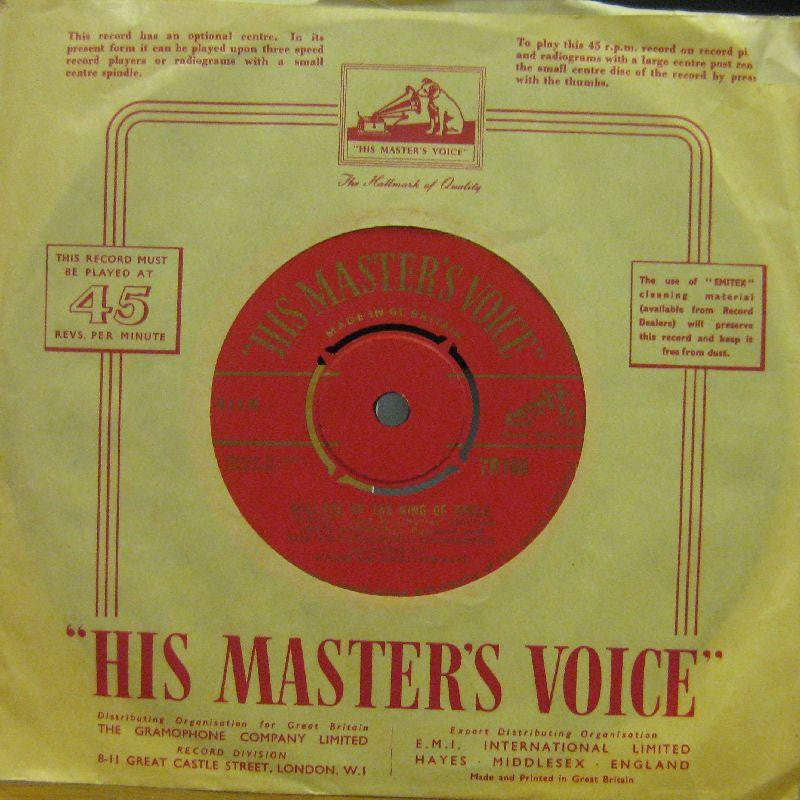 This record has an optional centre. In its
present form it can be played upon three speed
record players or radiograms with a small
centre spindle.
To play this 45 r.p.m. record on record
and radiograms with a large centre post
the small centre disc of the record by
with the thumbs.
"HIS MASTER'S VOICE"
The Hallmark of Quality
THIS RECORD MUST
BE PLAYED AT
45
REVS. PER MINUTE
The use of "EMITEX"
cleaning material
(available from Record
Dealers) will preserve
this record and keep it
free from dust.
"HIS MASTER'S VOICE"
MADE IN GT. BRITAIN
THE KING OF
"HIS MASTER'S VOICE"
Distributing Organisation for Great Britain
THE GRAMOPHONE COMPANY LIMITED
RECORD DIVISION
8-11 GREAT CASTLE STREET, LONDON, W.1
Export Distributing Organisation
E.M.I. INTERNATIONAL LIMITED
HAYES · MIDDLESEX · ENGLAND
Made and Printed in Great Britain